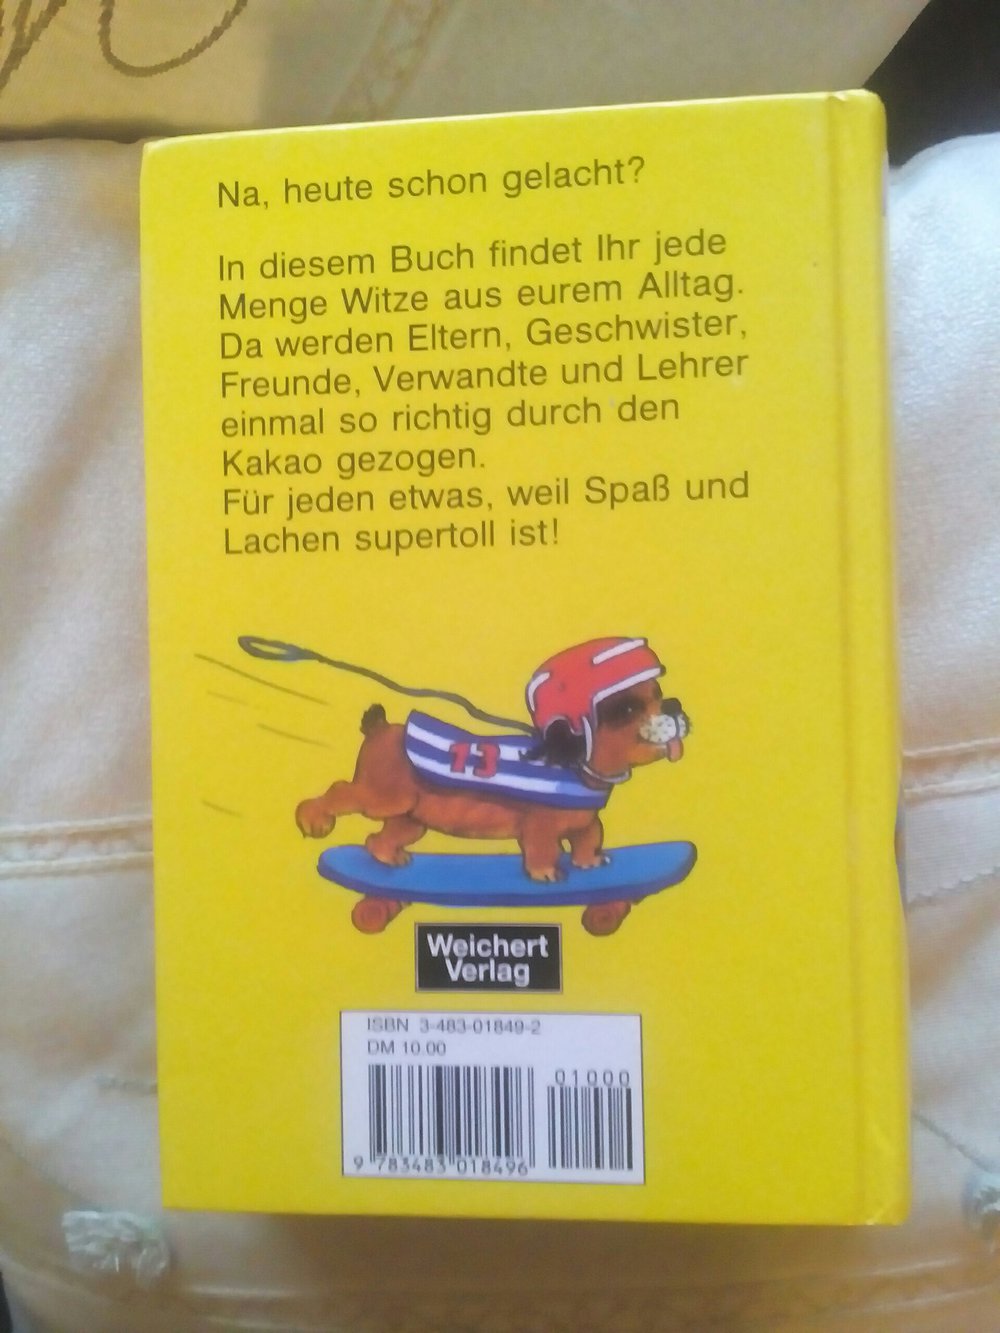 Na, heute schon gelacht?
In diesem Buch findet Ihr jede
Menge Witze aus eurem Alltag.
Da werden Eltern, Geschwister,
Freunde, Verwandte und Lehrer
einmal so richtig durch den
Kakao gezogen.
Für jeden etwas, weil Spaß und
Lachen supertoll ist!
13
Weichert
Verlag
ISBN 3-483-01849-2
DM 10.00
01000
9 783483 018496